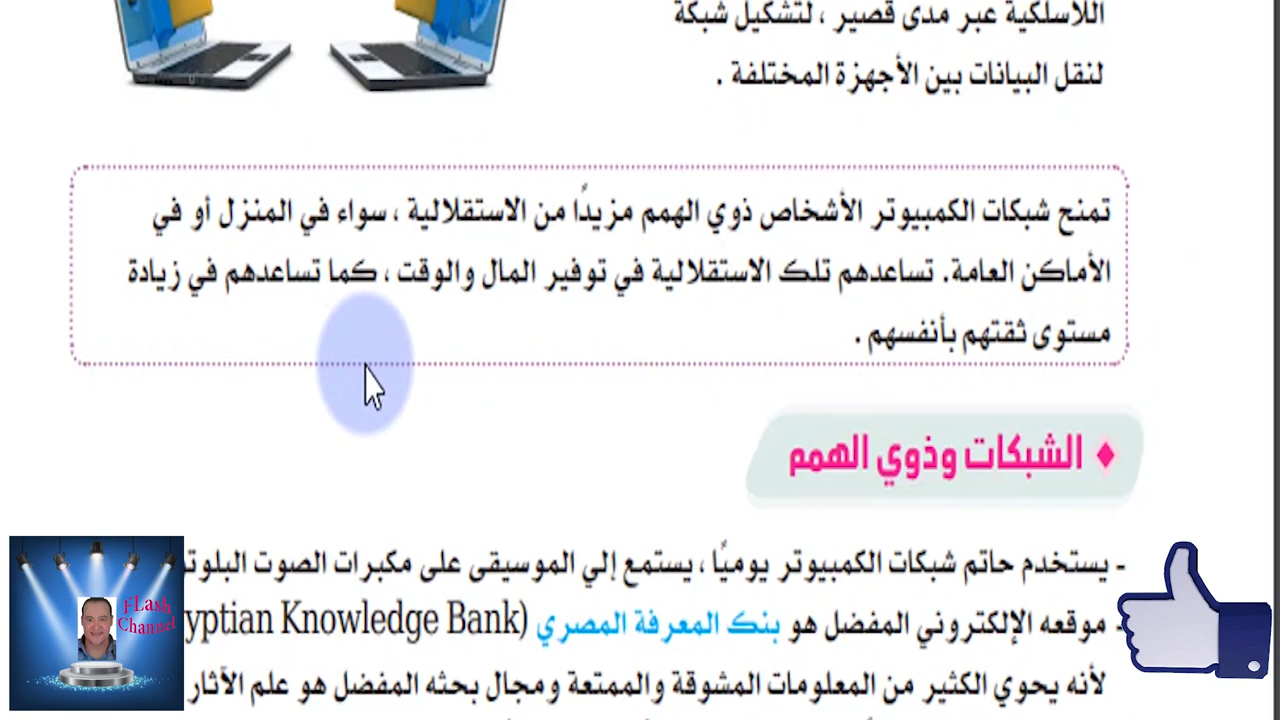 اللاسلكية عبر مدى قصير ، لتشكيل شبكة
لنقل البيانات بين الأجهزة المختلفة .
تمنح شبكات الكمبيوتر الأشخاص ذوي الهمم مزيدًا من الاستقلالية ، سواء في المنزل أو في
الأماكن العامة. تساعدهم تلك الاستقلالية في توفير المال والوقت ، كما تساعدهم في زيادة
مستوى ثقتهم بأنفسهم .
♦ الشبكات وذوي الهمم
- يستخدم حاتم شبكات الكمبيوتر يوميًا ، يستمع إلي الموسيقى على مكبرات الصوت البلوت
- موقعه الإلكتروني المفضل هو بنك المعرفة المصري (yptian Knowledge Bank
لأنه يحوي الكثير من المعلومات المشوقة والممتعة ومجال بحثه المفضل هو علم الآثار
FLash
Channel